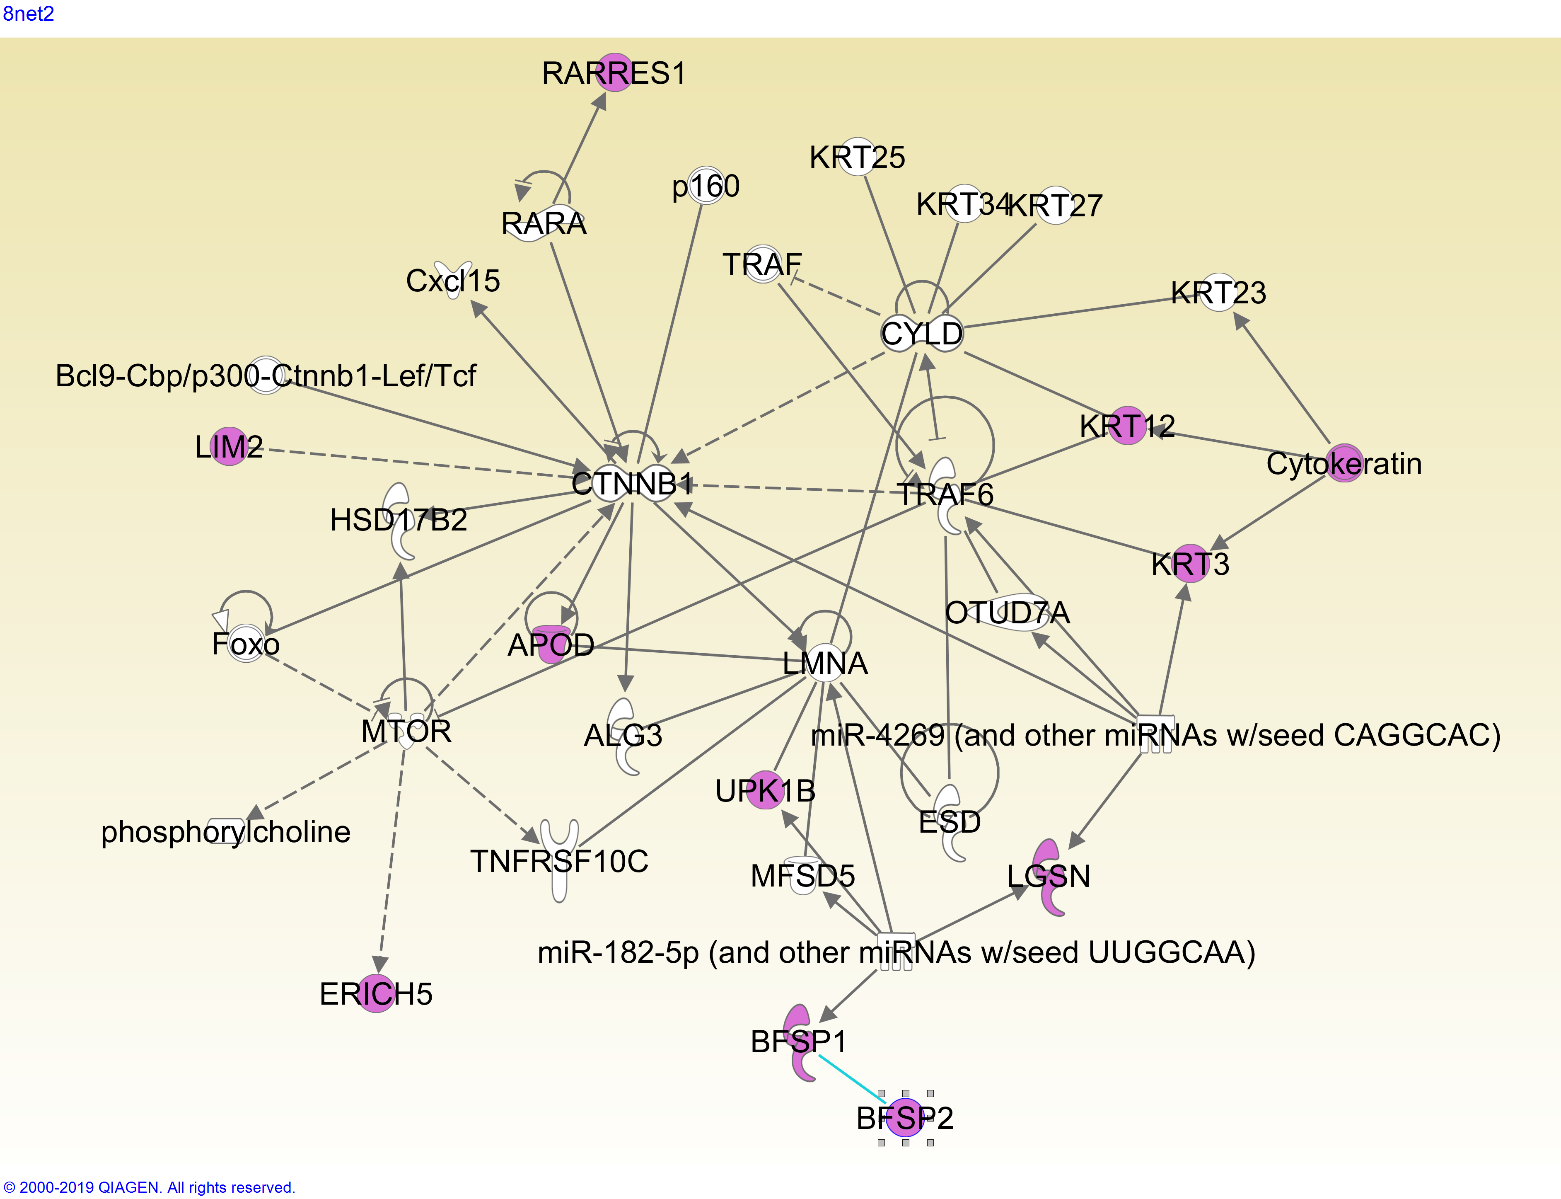 8net2
RARRES1
KRT25
p160
KRT34
KRT27
RARA
TRAF
Cxcl15
KRT23
CYLD
Bcl9-Cbp/p300-Ctnnb1-Lef/Tcf
KRT12
LIM2
Cytokeratin
CTNNB1
TRAF6
HSD17B2
KRT3
OTUD7A
Foxo
APOD
LMNA
MTOR
ALG3
miR-4269 (and other miRNAs w/seed CAGGCAC)
UPK1B
ESD
phosphorylcholine
TNFRSF10C
MFSD5
LGSN
miR-182-5p (and other miRNAs w/seed UUGGCAA)
ERICH5
BFSP1
BFSP2
© 2000-2019 QIAGEN. All rights reserved.